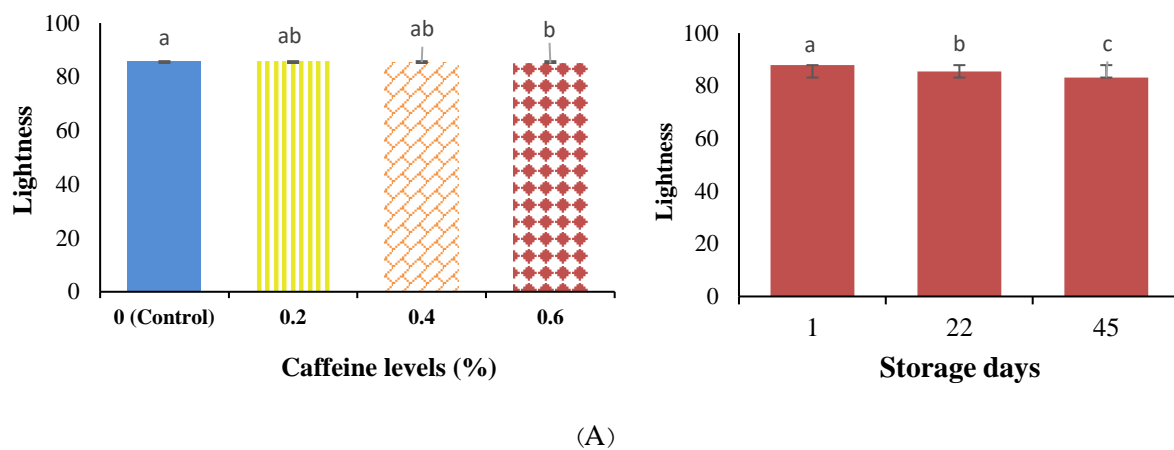 100
80
60
40
20
0
Lightness
a
ab
ab
b
0 (Control)
0.2
0.4
0.6
Caffeine levels (%)
100
80
60
40
20
0
Lightness
a
b
c
1
22
45
Storage days
(A)